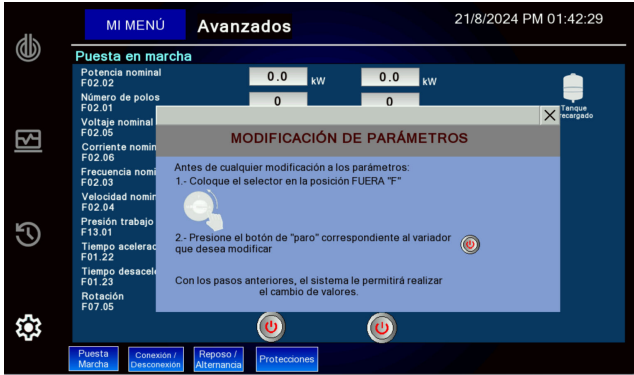 MI MENÚ
Avanzados
21/8/2024 PM 01:42:29
Puesta en marcha
Potencia nominal
F02.02
0.0 kW 0.0 kW
Número de polos
F02.01
0 0
Voltaje nominal
F02.05
Corriente nomin
F02.06
Frecuencia nomi
F02.03
Velocidad nomin
F02.04
Presión trabajo
F13.01
Tiempo acelerac
F01.22
Tiempo desacele
F01.23
Rotación
F07.05
Tanque
recargado
MODIFICACIÓN DE PARÁMETROS
Antes de cualquier modificación a los parámetros:
1.- Coloque el selector en la posición FUERA "F"
2.- Presione el botón de "paro" correspondiente al variador
que desea modificar
Con los pasos anteriores, el sistema le permitirá realizar
el cambio de valores.
Puesta
Marcha
Conexión /
Desconexión
Reposo /
Alternancia
Protecciones